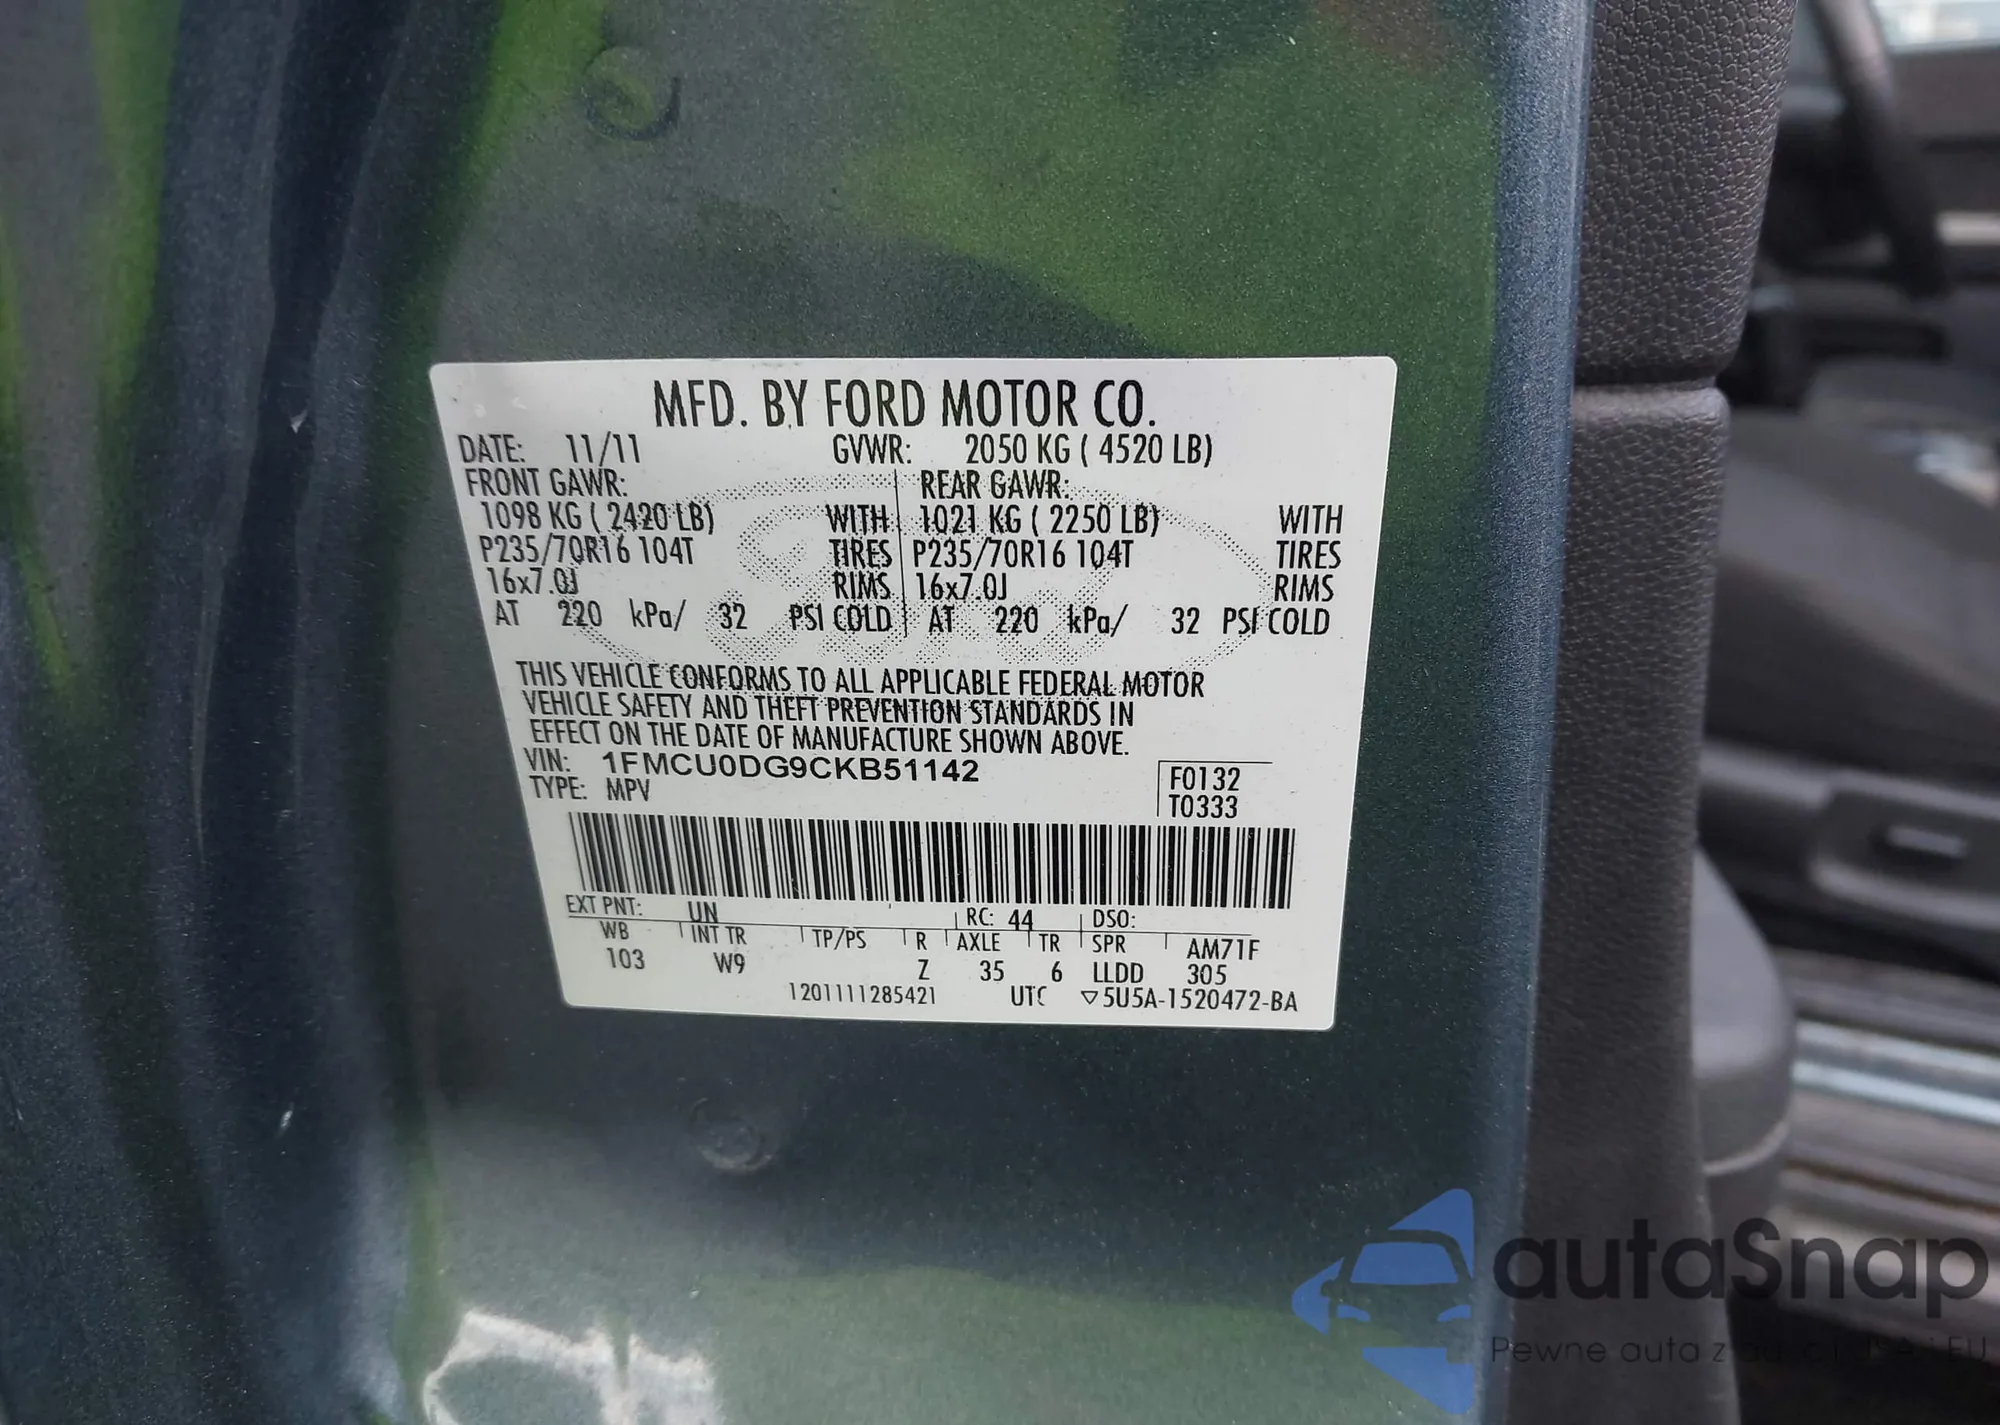 MFD. BY FORD MOTOR CO.
DATE: 11/11 GVWR: 2050 KG ( 4520 LB)
FRONT GAWR: REAR GAWR:
1098 KG ( 2420 LB) WITH 1021 KG ( 2250 LB) WITH
P235/70R16 104T TIRES P235/70R16 104T TIRES
16x7.0J RIMS 16x7.0J RIMS
AT 220 kPa/ 32 PSI COLD AT 220 kPa/ 32 PSI COLD
THIS VEHICLE CONFORMS TO ALL APPLICABLE FEDERAL MOTOR
VEHICLE SAFETY AND THEFT PREVENTION STANDARDS IN
EFFECT ON THE DATE OF MANUFACTURE SHOWN ABOVE.
VIN: 1FMCU0DG9CKB51142 F0132
TYPE: MPV T0333
EXT PNT: UN RC: 44 DSO:
WB INT TR TP/PS R AXLE TR SPR AM71F
103 W9 Z 35 6 LLDD 305
1201111285421 UTC ▽5U5A-1520472-BA
autaSnap
Pewne auta z